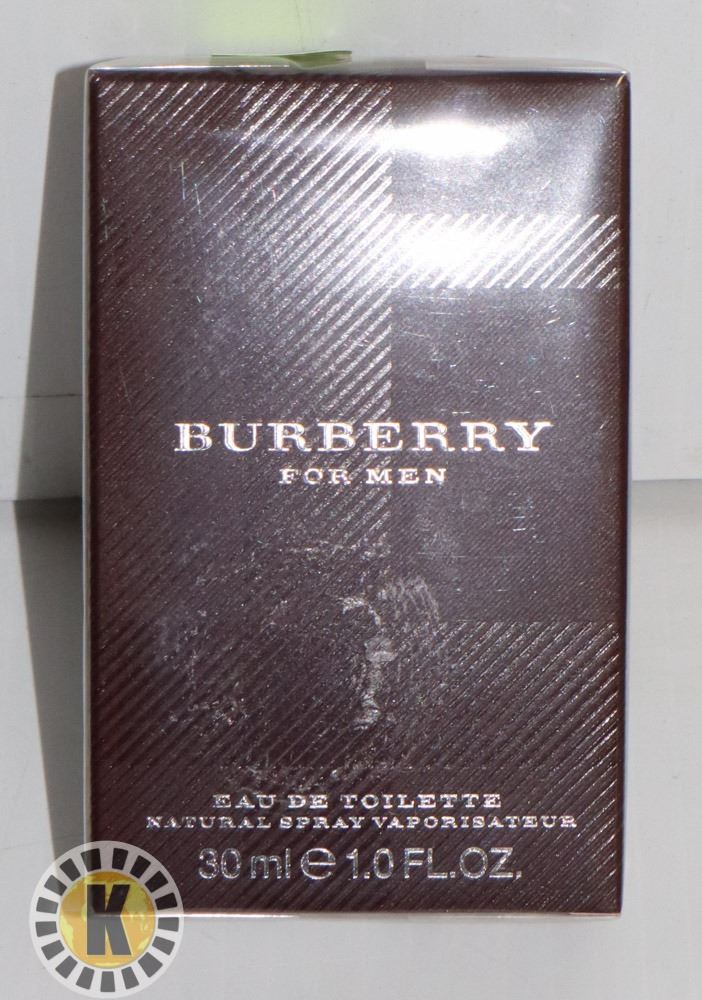 BURBERRY
FOR MEN
EAU DE TOILETTE
NATURAL SPRAY VAPORISATEUR
30 ml ℮ 1.0 FL.OZ.
K